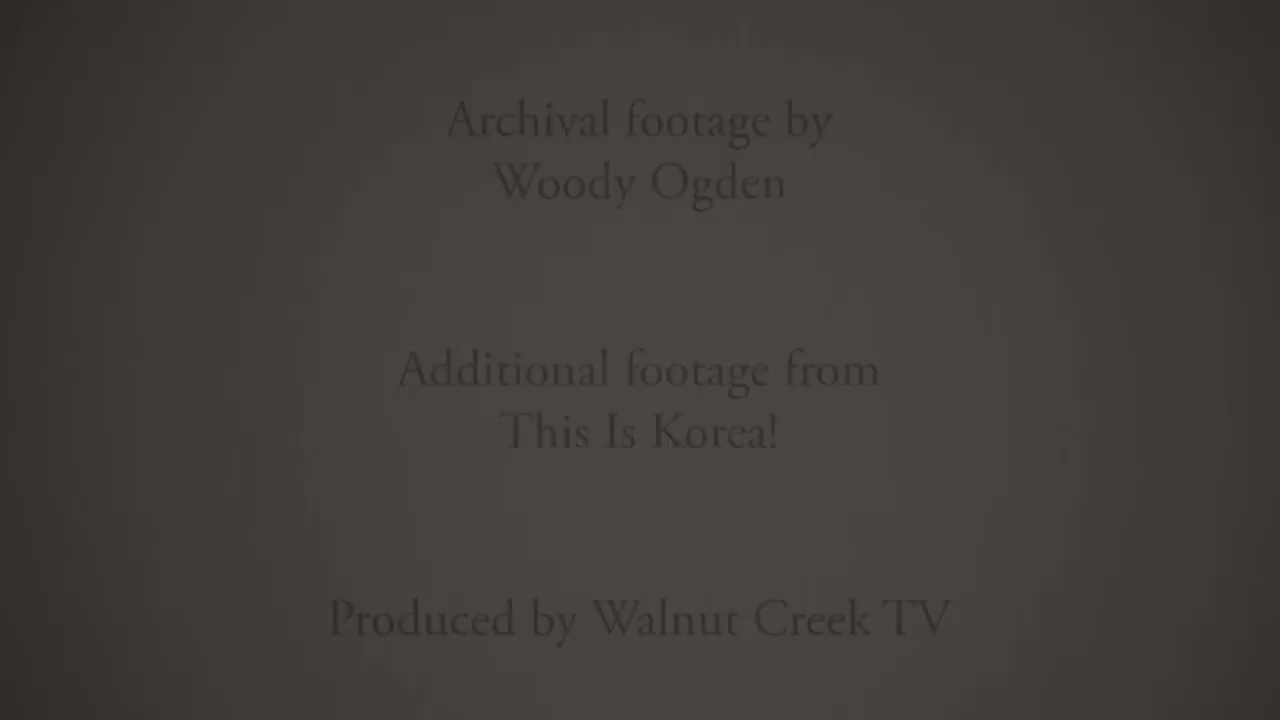 Archival footage by
Woody Ogden
Additional footage from
This Is Korea!
Produced by Walnut Creek TV